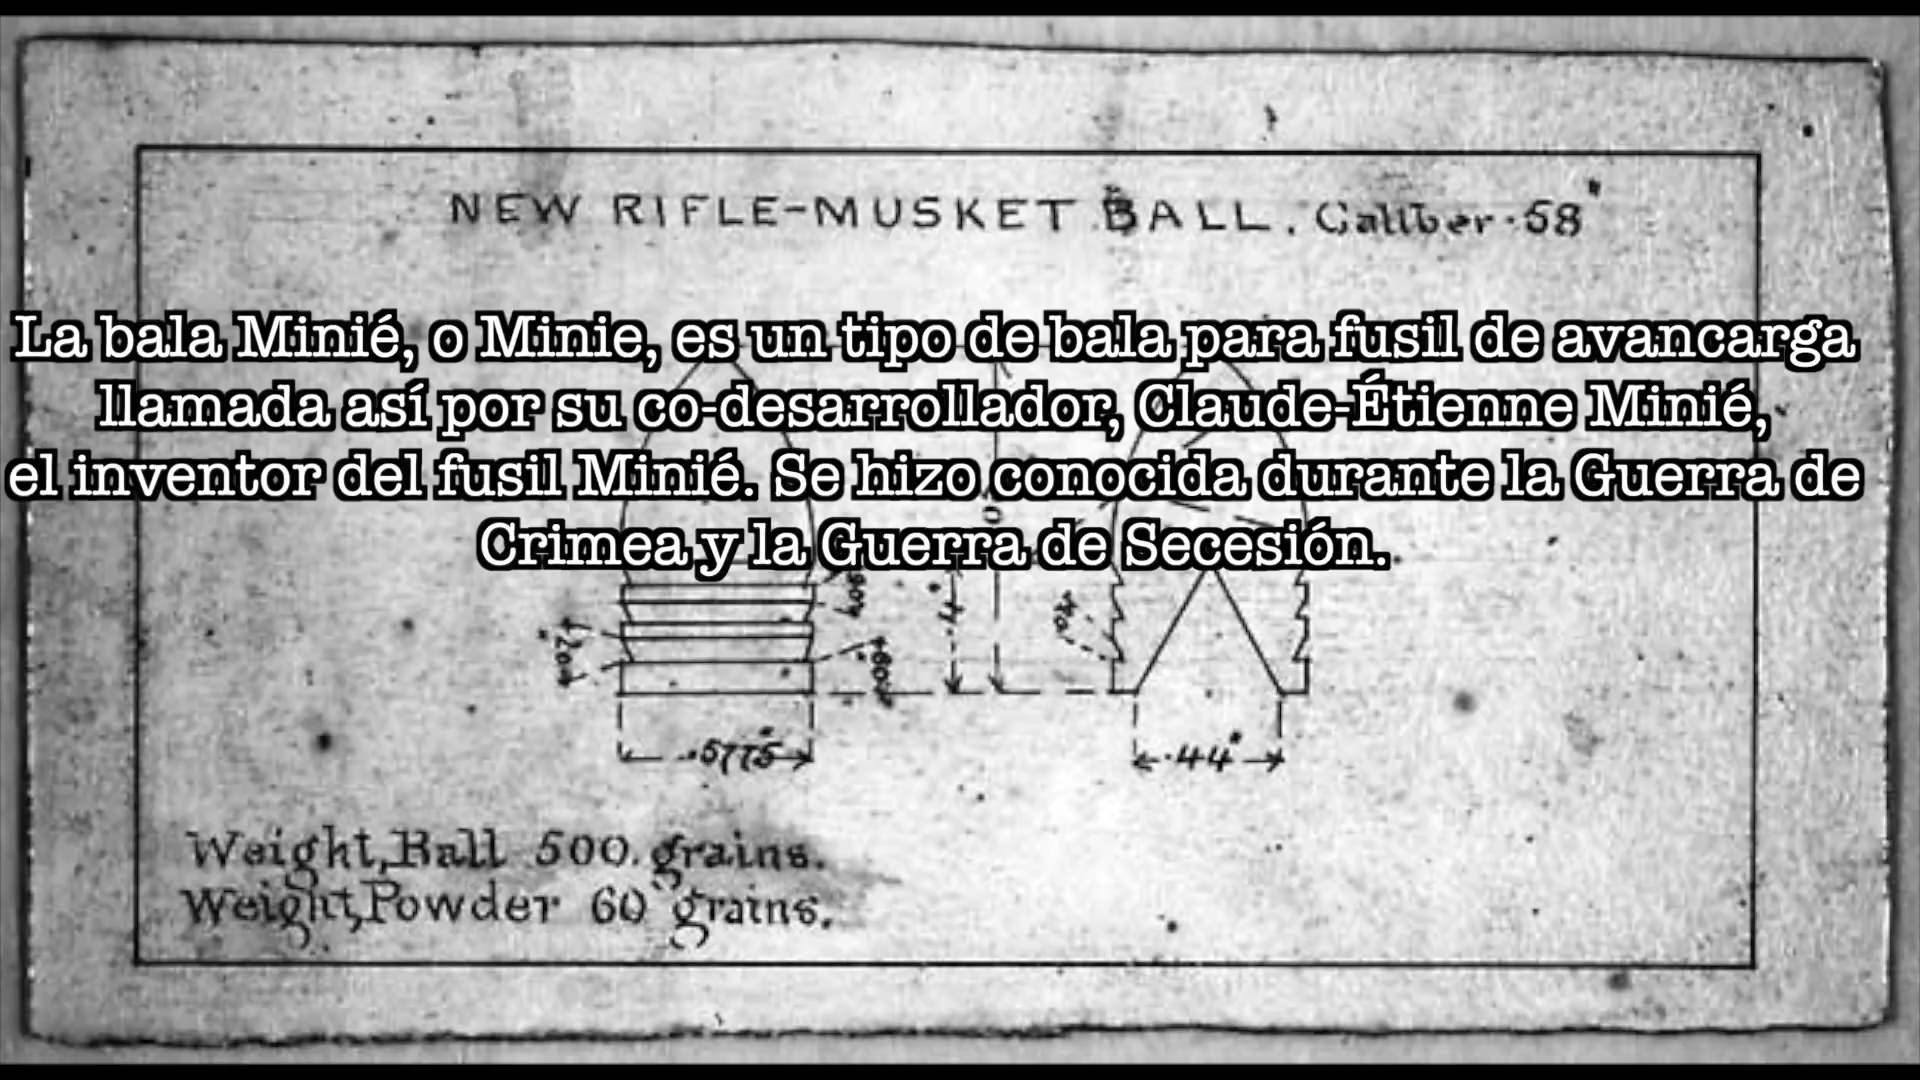 NEW RIFLE-MUSKET BALL. Caliber .58"
La bala Minié, o Minie, es un tipo de bala para fusil de avancarga
llamada así por su co-desarrollador, Claude-Étienne Minié,
el inventor del fusil Minié. Se hizo conocida durante la Guerra de
Crimea y la Guerra de Secesión.
.5775"
.44"
Weight, Ball 500. grains.
Weight, Powder 60 grains.